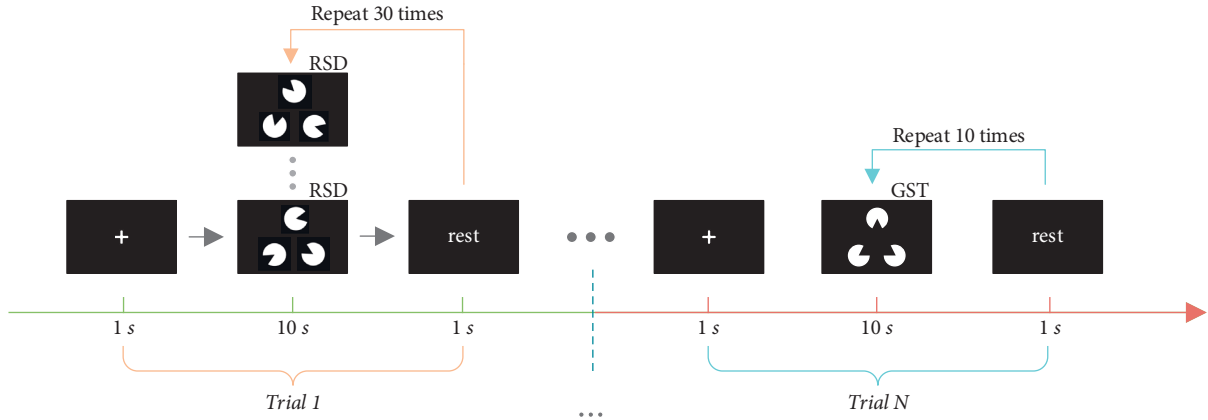 Repeat 30 times
RSD
Repeat 10 times
RSD
GST
+
rest
+
rest
1 s
10 s
1 s
1 s
10 s
1 s
Trial 1
...
Trial N